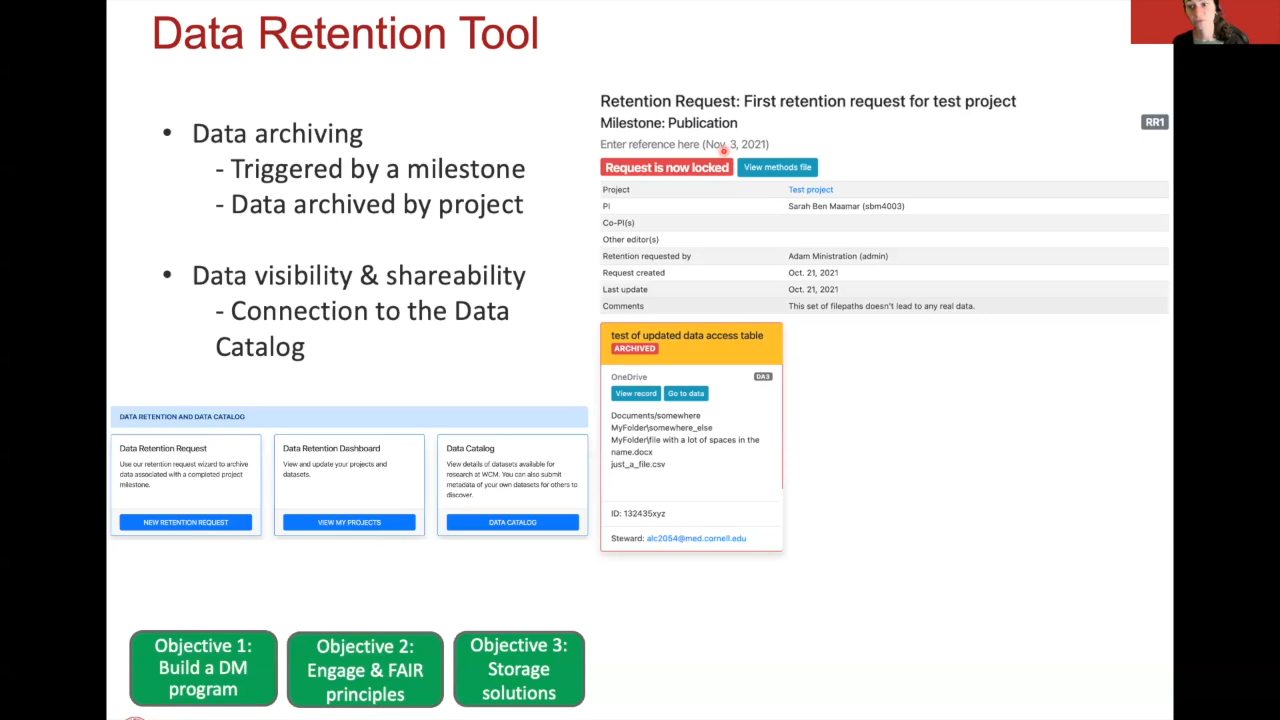 Data Retention Tool
• Data archiving
- Triggered by a milestone
- Data archived by project
• Data visibility & shareability
- Connection to the Data
Catalog
DATA RETENTION AND DATA CATALOG
Data Retention Request
Use our retention request wizard to archive
data associated with a completed project
milestone.
NEW RETENTION REQUEST
Data Retention Dashboard
View and update your projects and
datasets.
VIEW MY PROJECTS
Data Catalog
View details of datasets available for
research at WCM. You can also submit
metadata of your own datasets for others to
discover.
DATA CATALOG
Retention Request: First retention request for test project
Milestone: Publication
RR1
Enter reference here (Nov. 3, 2021)
Request is now locked View methods file
Project Test project
PI Sarah Ben Maamar (sbm4003)
Co-PI(s)
Other editor(s)
Retention requested by Adam Ministration (admin)
Request created Oct. 21, 2021
Last update Oct. 21, 2021
Comments This set of filepaths doesn't lead to any real data.
test of updated data access table
ARCHIVED
OneDrive DA3
View record Go to data
Documents/somewhere
MyFolder\somewhere_else
MyFolder\file with a lot of spaces in the
name.docx
just_a_file.csv
ID: 132435xyz
Steward: alc2054@med.cornell.edu
Objective 1:
Build a DM
program
Objective 2:
Engage & FAIR
principles
Objective 3:
Storage
solutions